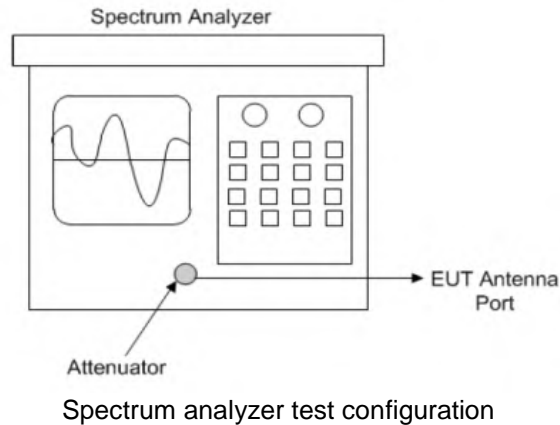 Spectrum Analyzer
EUT Antenna
Port
Attenuator
Spectrum analyzer test configuration